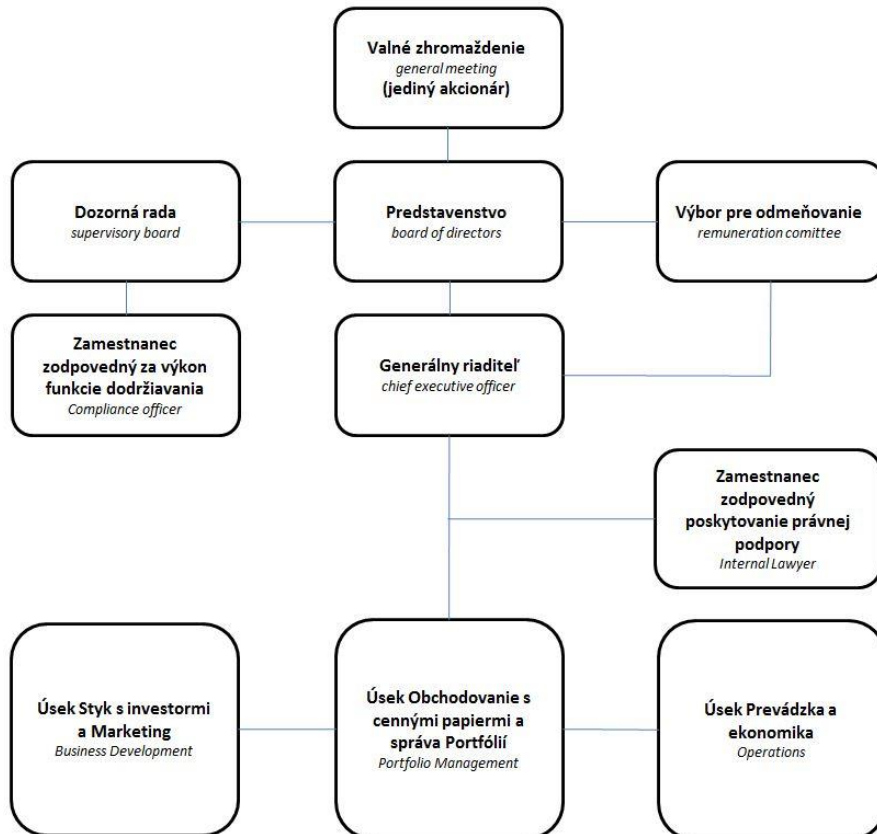 Valné zhromaždenie
general meeting
(jediný akcionár)
Dozorná rada
supervisory board
Predstavenstvo
board of directors
Výbor pre odmeňovanie
remuneration comittee
Zamestnanec
zodpovedný za výkon
funkcie dodržiavania
Compliance officer
Generálny riaditeľ
chief executive officer
Zamestnanec
zodpovedný
poskytovanie právnej
podpory
Internal Lawyer
Úsek Styk s investormi
a Marketing
Business Development
Úsek Obchodovanie s
cennými papiermi a
správa Portfólií
Portfolio Management
Úsek Prevádzka a
ekonomika
Operations